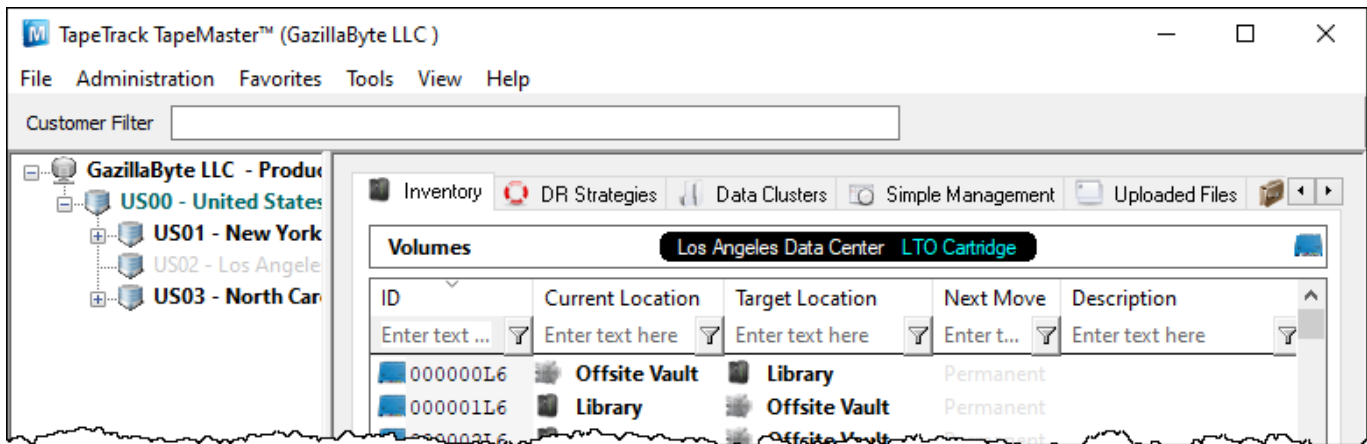 TapeTrack TapeMaster™ (GazillaByte LLC )
File Administration Favorites Tools View Help
Customer Filter
GazillaByte LLC - Produc
US00 - United States
US01 - New York
US02 - Los Angele
US03 - North Car
Inventory DR Strategies Data Clusters Simple Management Uploaded Files
Volumes Los Angeles Data Center LTO Cartridge
ID Current Location Target Location Next Move Description
Enter text ... Enter text here Enter text here Enter t... Enter text here
000000L6 Offsite Vault Library Permanent
000001L6 Library Offsite Vault Permanent